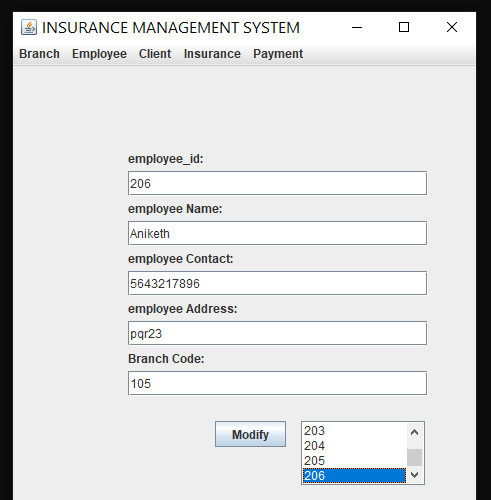 INSURANCE MANAGEMENT SYSTEM
Branch Employee Client Insurance Payment
employee_id:
206
employee Name:
Aniketh
employee Contact:
5643217896
employee Address:
pqr23
Branch Code:
105
Modify
203
204
205
206